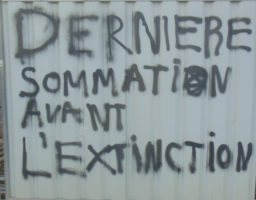 DERNIERE
SOMMATION
AVANT
L'EXTINCTION